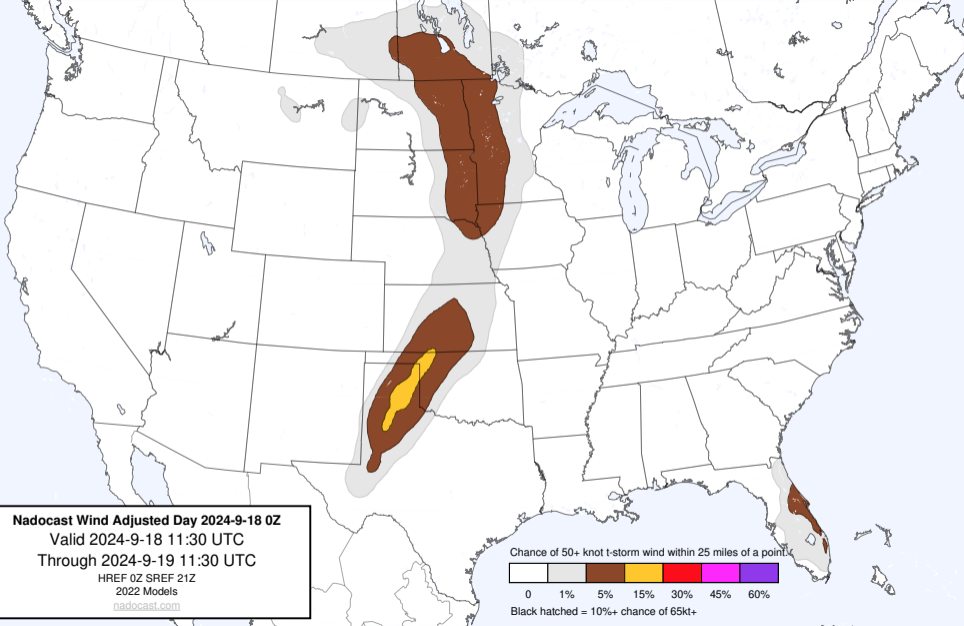 Nadocast Wind Adjusted Day 2024-9-18 0Z
Valid 2024-9-18 11:30 UTC
Through 2024-9-19 11:30 UTC
HREF 0Z SREF 21Z
2022 Models
nadocast.com
Chance of 50+ knot t-storm wind within 25 miles of a point.
0 1% 5% 15% 30% 45% 60%
Black hatched = 10%+ chance of 65kt+